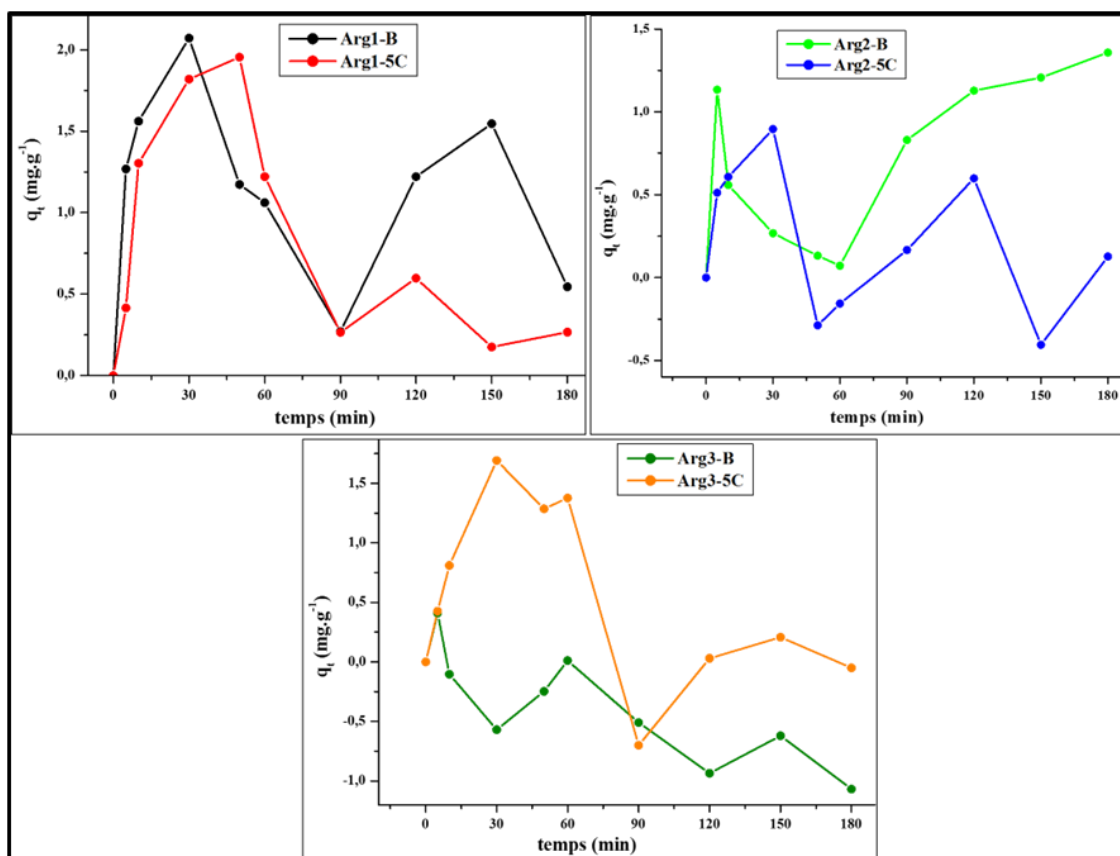 Arg1-B
Arg1-5C
2,0
1,5
1,0
0,5
0,0
qt (mg.g-1)
0 30 60 90 120 150 180
temps (min)
Arg2-B
Arg2-5C
1,5
1,0
0,5
0,0
-0,5
qt (mg.g-1)
0 30 60 90 120 150 180
temps (min)
Arg3-B
Arg3-5C
1,5
1,0
0,5
0,0
-0,5
-1,0
qt (mg.g-1)
0 30 60 90 120 150 180
temps (min)